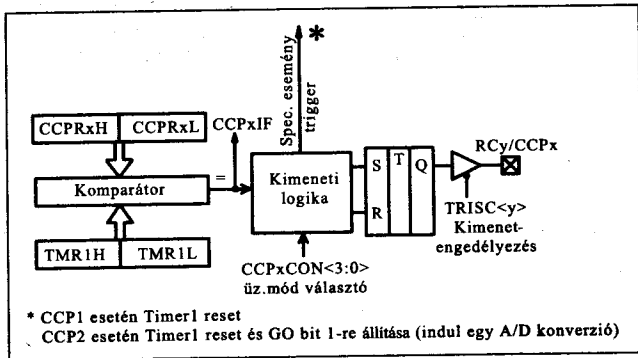 *
Spec. esemény
trigger
CCPRxH CCPRxL CCPxIF
RCy/CCPx
Komparátor
=
Kimeneti
logika
S T Q
R
TRISC<y>
Kimenet-
engedélyezés
TMR1H TMR1L
CCPxCON<3:0>
üz.mód választó
* CCP1 esetén Timer1 reset
CCP2 esetén Timer1 reset és GO bit 1-re állítása (indul egy A/D konverzió)